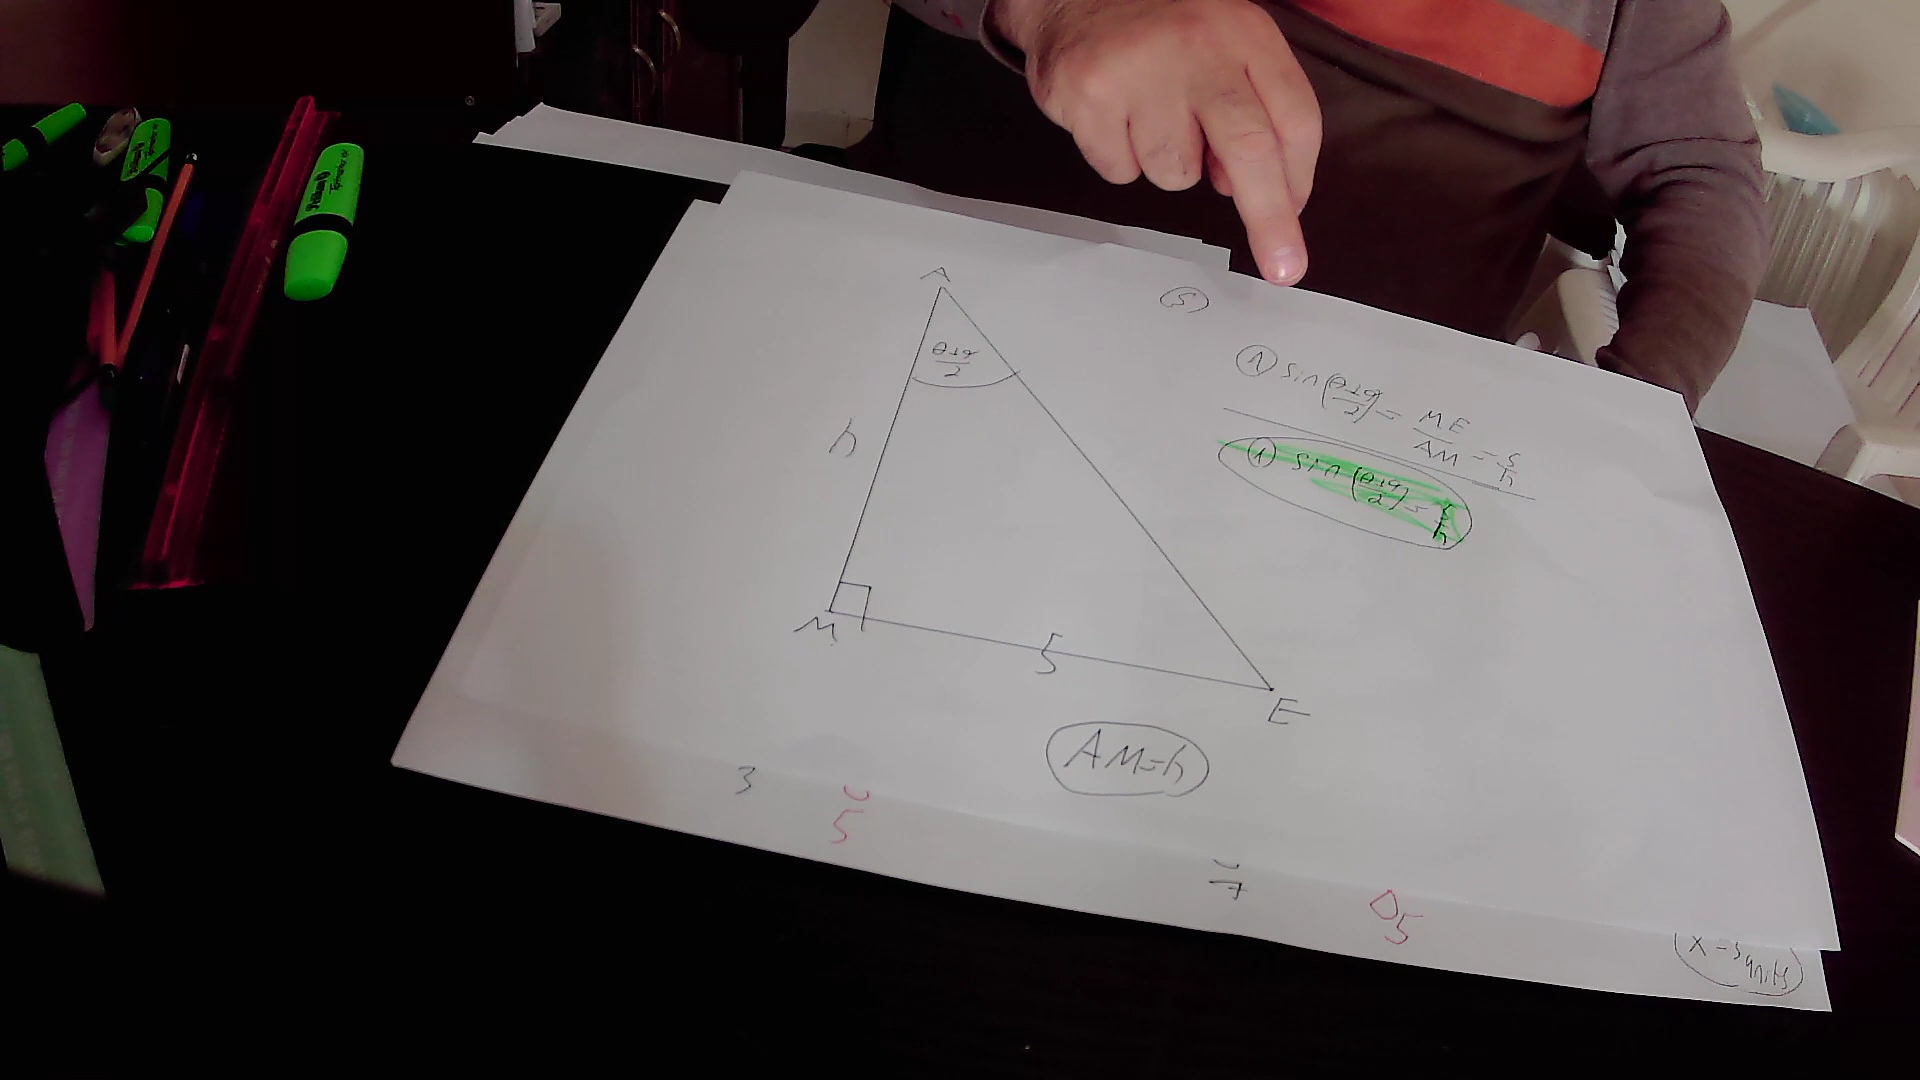 A
(5)
θ+φ
2
h
M
5
E
AM=h
① sin(θ+φ/2) = ME/AM = 5/h
① sin(θ+φ/2) = 5/h
3
5
7
5